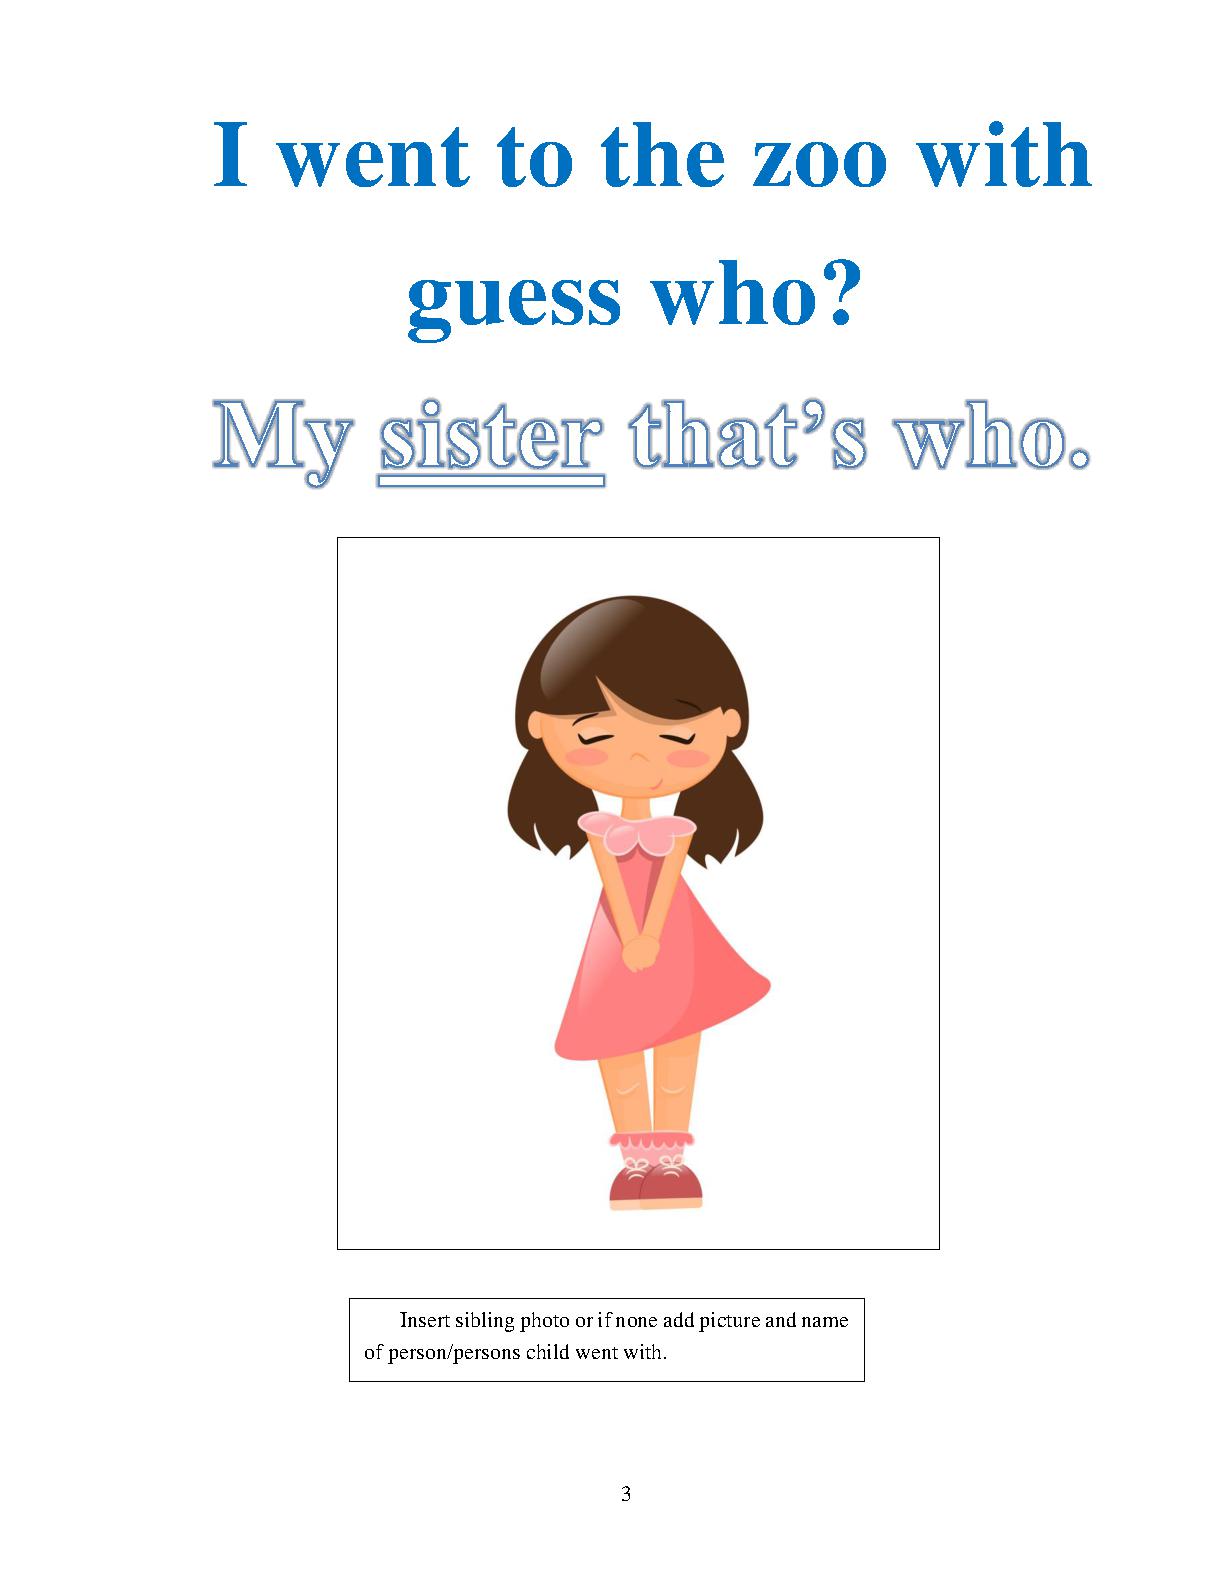 I went to the zoo with
guess who?
My sister that’s who.
Insert sibling photo or if none add picture and name
of person/persons child went with.
3